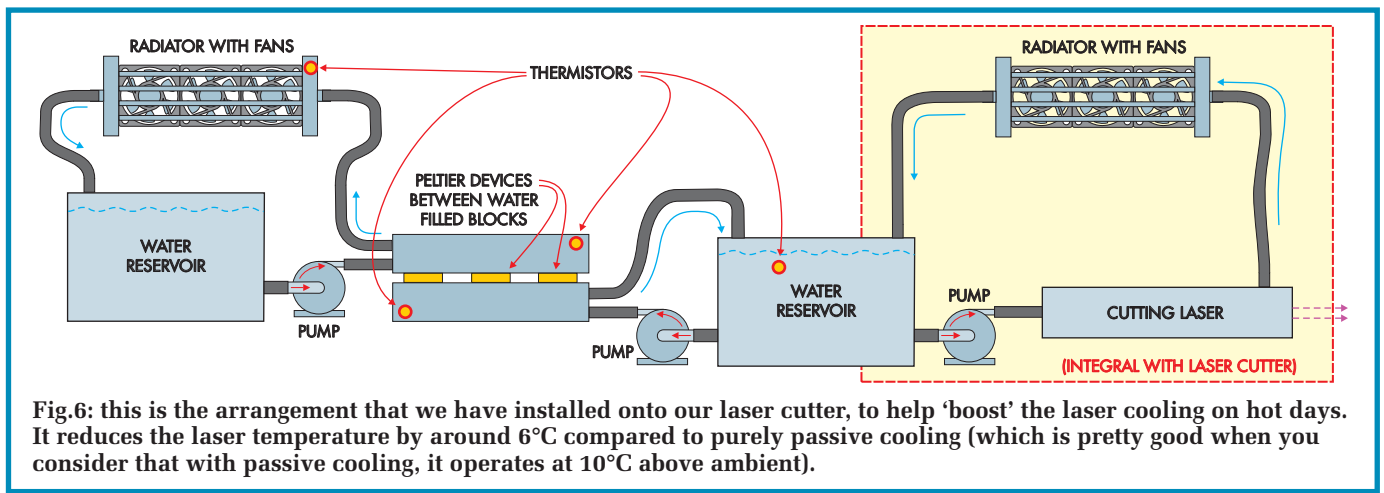 RADIATOR WITH FANS
THERMISTORS
RADIATOR WITH FANS
PELTIER DEVICES
BETWEEN WATER
FILLED BLOCKS
WATER
RESERVOIR
PUMP
PUMP
WATER
RESERVOIR
PUMP
CUTTING LASER
(INTEGRAL WITH LASER CUTTER)
Fig.6: this is the arrangement that we have installed onto our laser cutter, to help ‘boost’ the laser cooling on hot days.
It reduces the laser temperature by around 6°C compared to purely passive cooling (which is pretty good when you
consider that with passive cooling, it operates at 10°C above ambient).